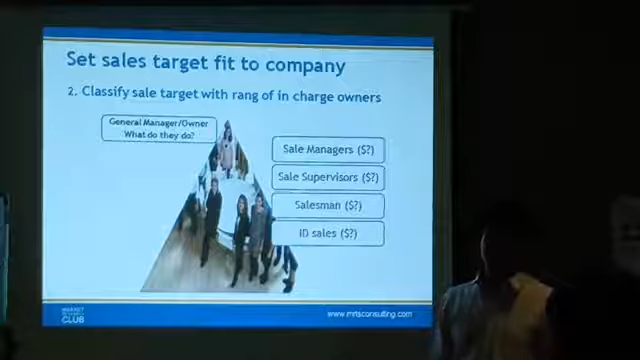 Set sales target fit to company
2. Classify sale target with rang of in charge owners
General Manager/Owner
What do they do?
Sale Managers ($?)
Sale Supervisors ($?)
Salesman ($?)
ID sales ($?)
MARKET
CLUB
www.mrtsconsulting.com